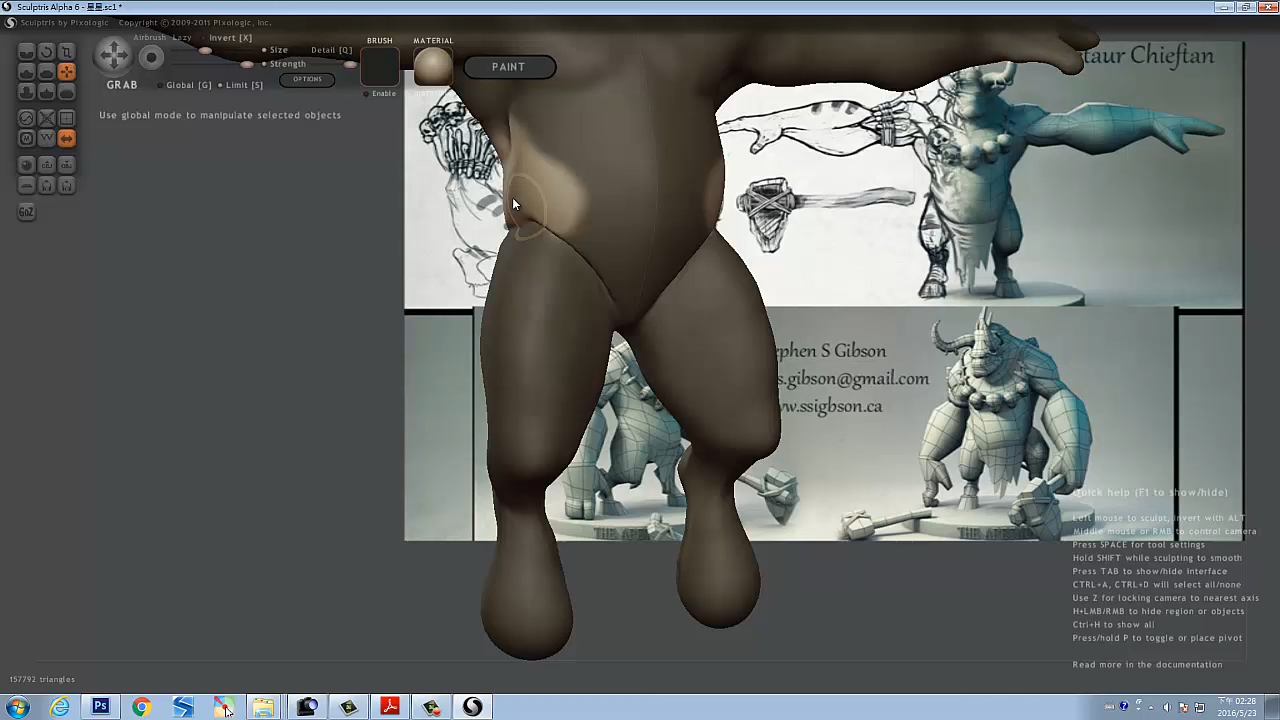 Sculptris Alpha 6 - 星星.sc1 *
Sculptris by Pixologic Copyright © 2009-2011 Pixologic, Inc.
Airbrush Lazy Invert [X]
Size Detail [Q]
Strength
GRAB Global [G] Limit [S] OPTIONS
BRUSH
Enable
MATERIAL
PAINT
Use global mode to manipulate selected objects
GoZ
taur Chieftan
ephen S Gibson
s.gibson@gmail.com
w.ssigbson.ca
Quick help (F1 to show/hide)
Left mouse to sculpt, invert with ALT
Middle mouse or RMB to control camera
Press SPACE for tool settings
Hold SHIFT while sculpting to smooth
Press TAB to show/hide interface
CTRL+A, CTRL+D will select all/none
Use Z for locking camera to nearest axis
H+LMB/RMB to hide region or objects
Ctrl+H to show all
Press/hold P to toggle or place pivot
Read more in the documentation
157792 triangles
Ps
下午 02:28
2016/5/23